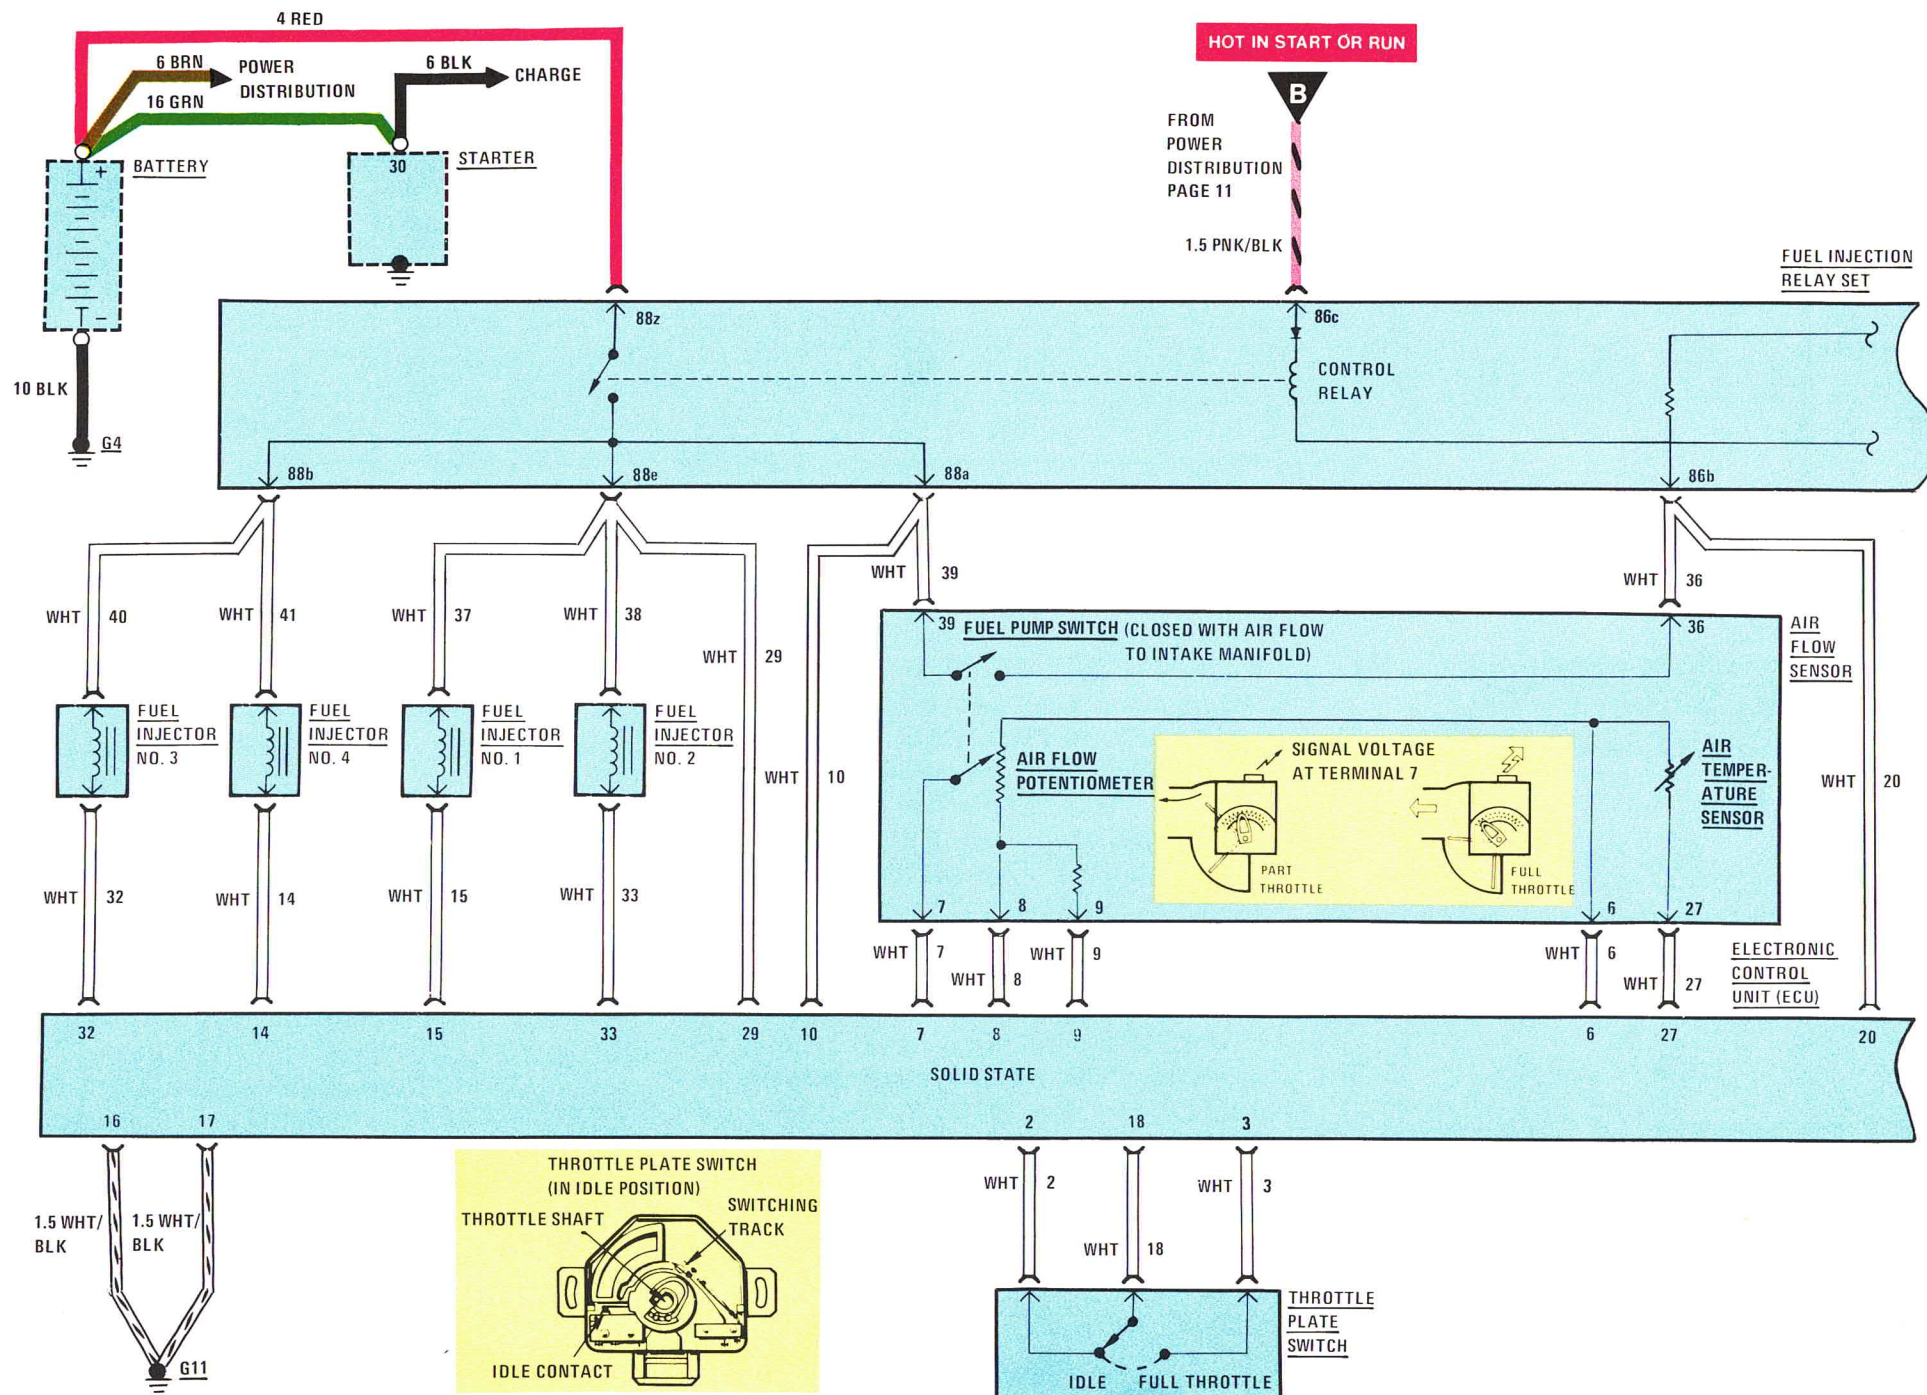 4 RED
HOT IN START OR RUN
6 BRN
POWER
DISTRIBUTION
6 BLK
CHARGE
16 GRN
B
FROM
POWER
DISTRIBUTION
PAGE 11
BATTERY
+
−
30
STARTER
1.5 PNK/BLK
FUEL INJECTION
RELAY SET
88z
86c
10 BLK
CONTROL
RELAY
G4
88b
88e
88a
86b
WHT 40
WHT 41
WHT 37
WHT 38
WHT 29
WHT 10
WHT 39
WHT 36
WHT 20
39
FUEL PUMP SWITCH (CLOSED WITH AIR FLOW
TO INTAKE MANIFOLD)
36
AIR
FLOW
SENSOR
FUEL
INJECTOR
NO. 3
FUEL
INJECTOR
NO. 4
FUEL
INJECTOR
NO. 1
FUEL
INJECTOR
NO. 2
AIR FLOW
POTENTIOMETER
SIGNAL VOLTAGE
AT TERMINAL 7
PART
THROTTLE
FULL
THROTTLE
AIR
TEMPER-
ATURE
SENSOR
7
8
9
6
27
WHT 32
WHT 14
WHT 15
WHT 33
WHT 7
WHT 8
WHT 9
WHT 6
WHT 27
ELECTRONIC
CONTROL
UNIT (ECU)
32
14
15
33
29
10
7
8
9
6
27
20
SOLID STATE
16
17
2
18
3
1.5 WHT/
BLK
1.5 WHT/
BLK
G11
THROTTLE PLATE SWITCH
(IN IDLE POSITION)
THROTTLE SHAFT
SWITCHING
TRACK
IDLE CONTACT
WHT 2
WHT 18
WHT 3
THROTTLE
PLATE
SWITCH
IDLE
FULL THROTTLE